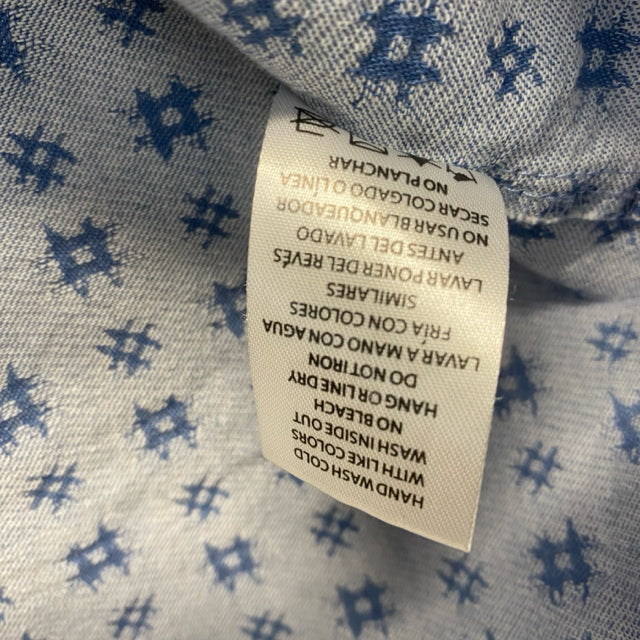 HAND WASH COLD
WITH LIKE COLORS
WASH INSIDE OUT
NO BLEACH
HANG OR LINE DRY
DO NOT IRON
LAVAR A MANO CON AGUA
FRÍA CON COLORES
SIMILARES
LAVAR PONER DEL REVÉS
ANTES DEL LAVADO
NO USAR BLANQUEADOR
SECAR COLGADO O LÍNEA
NO PLANCHAR